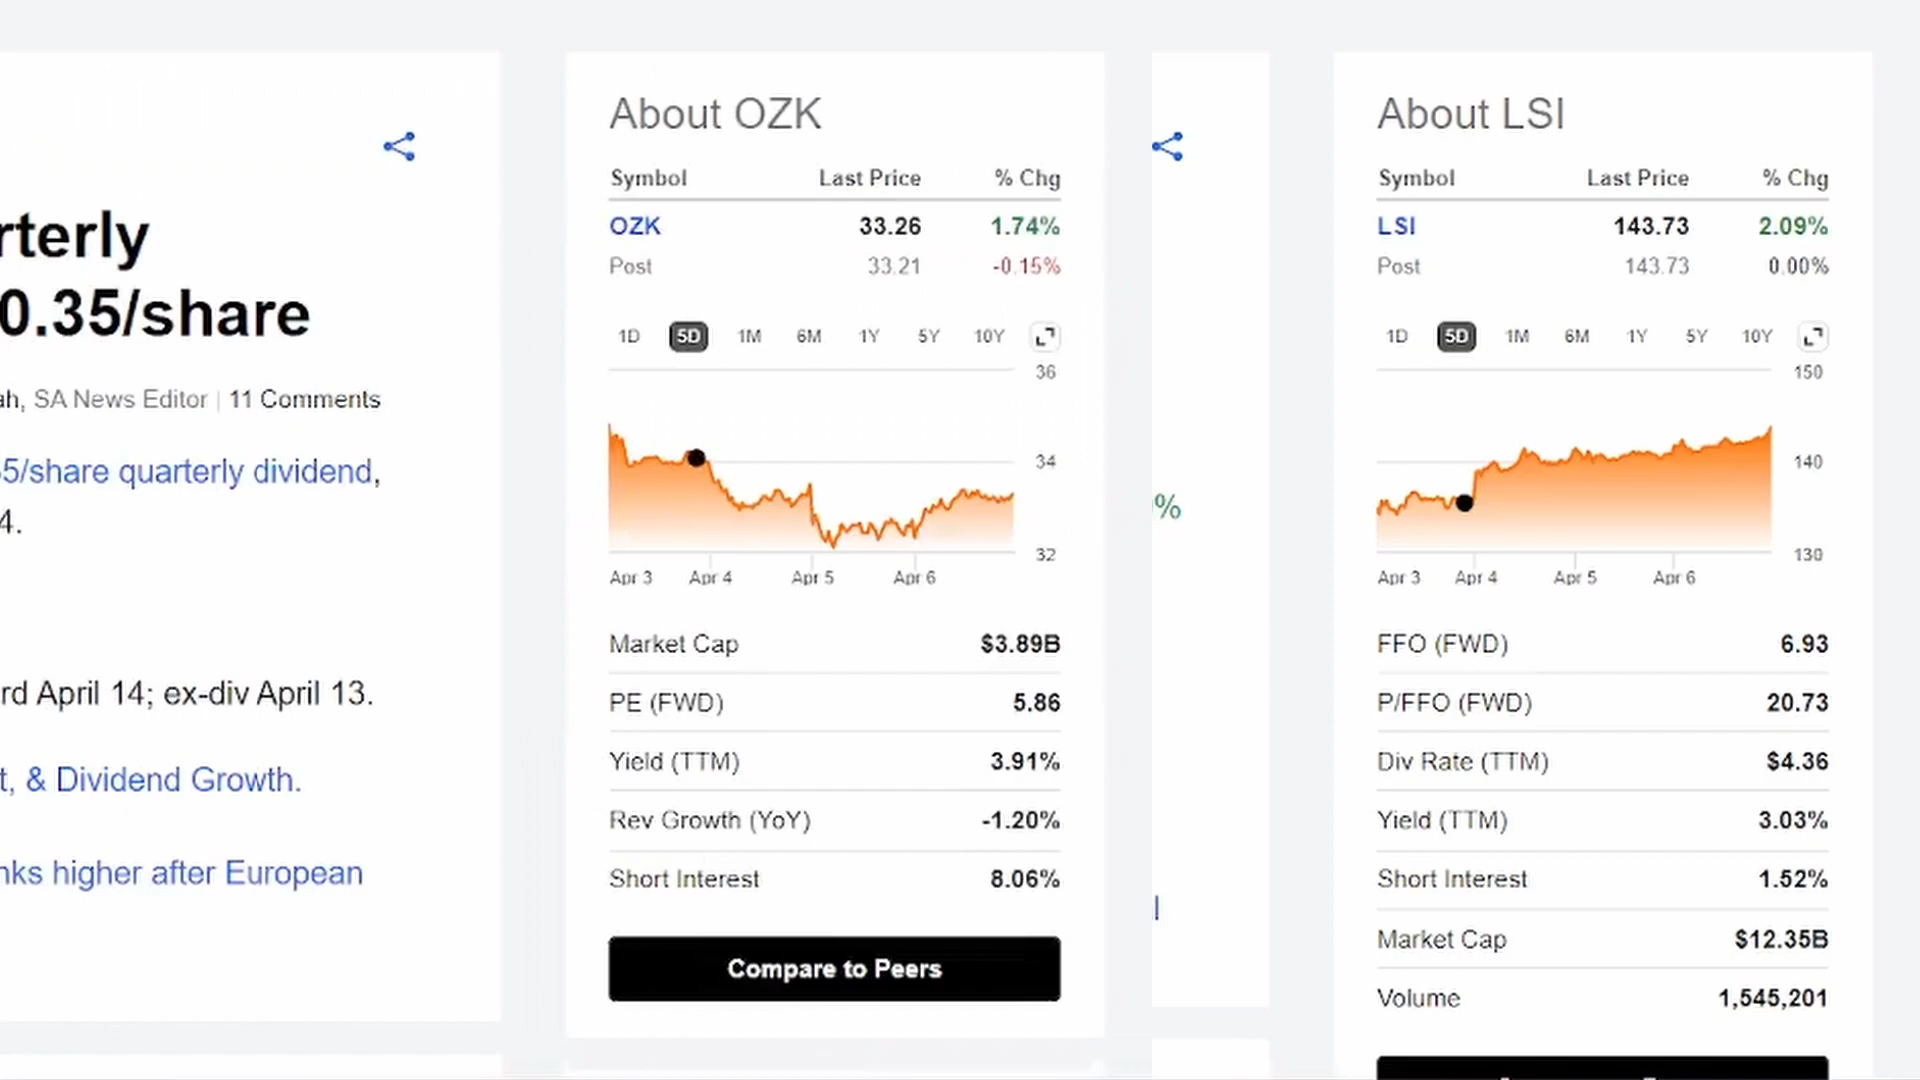 rterly
0.35/share
ah, SA News Editor | 11 Comments
5/share quarterly dividend,
4.
rd April 14; ex-div April 13.
t, & Dividend Growth.
nks higher after European
About OZK
Symbol Last Price % Chg
OZK 33.26 1.74%
Post 33.21 -0.15%
1D 5D 1M 6M 1Y 5Y 10Y
36
34
32
Apr 3 Apr 4 Apr 5 Apr 6
Market Cap $3.89B
PE (FWD) 5.86
Yield (TTM) 3.91%
Rev Growth (YoY) -1.20%
Short Interest 8.06%
Compare to Peers
%
About LSI
Symbol Last Price % Chg
LSI 143.73 2.09%
Post 143.73 0.00%
1D 5D 1M 6M 1Y 5Y 10Y
150
140
130
Apr 3 Apr 4 Apr 5 Apr 6
FFO (FWD) 6.93
P/FFO (FWD) 20.73
Div Rate (TTM) $4.36
Yield (TTM) 3.03%
Short Interest 1.52%
Market Cap $12.35B
Volume 1,545,201